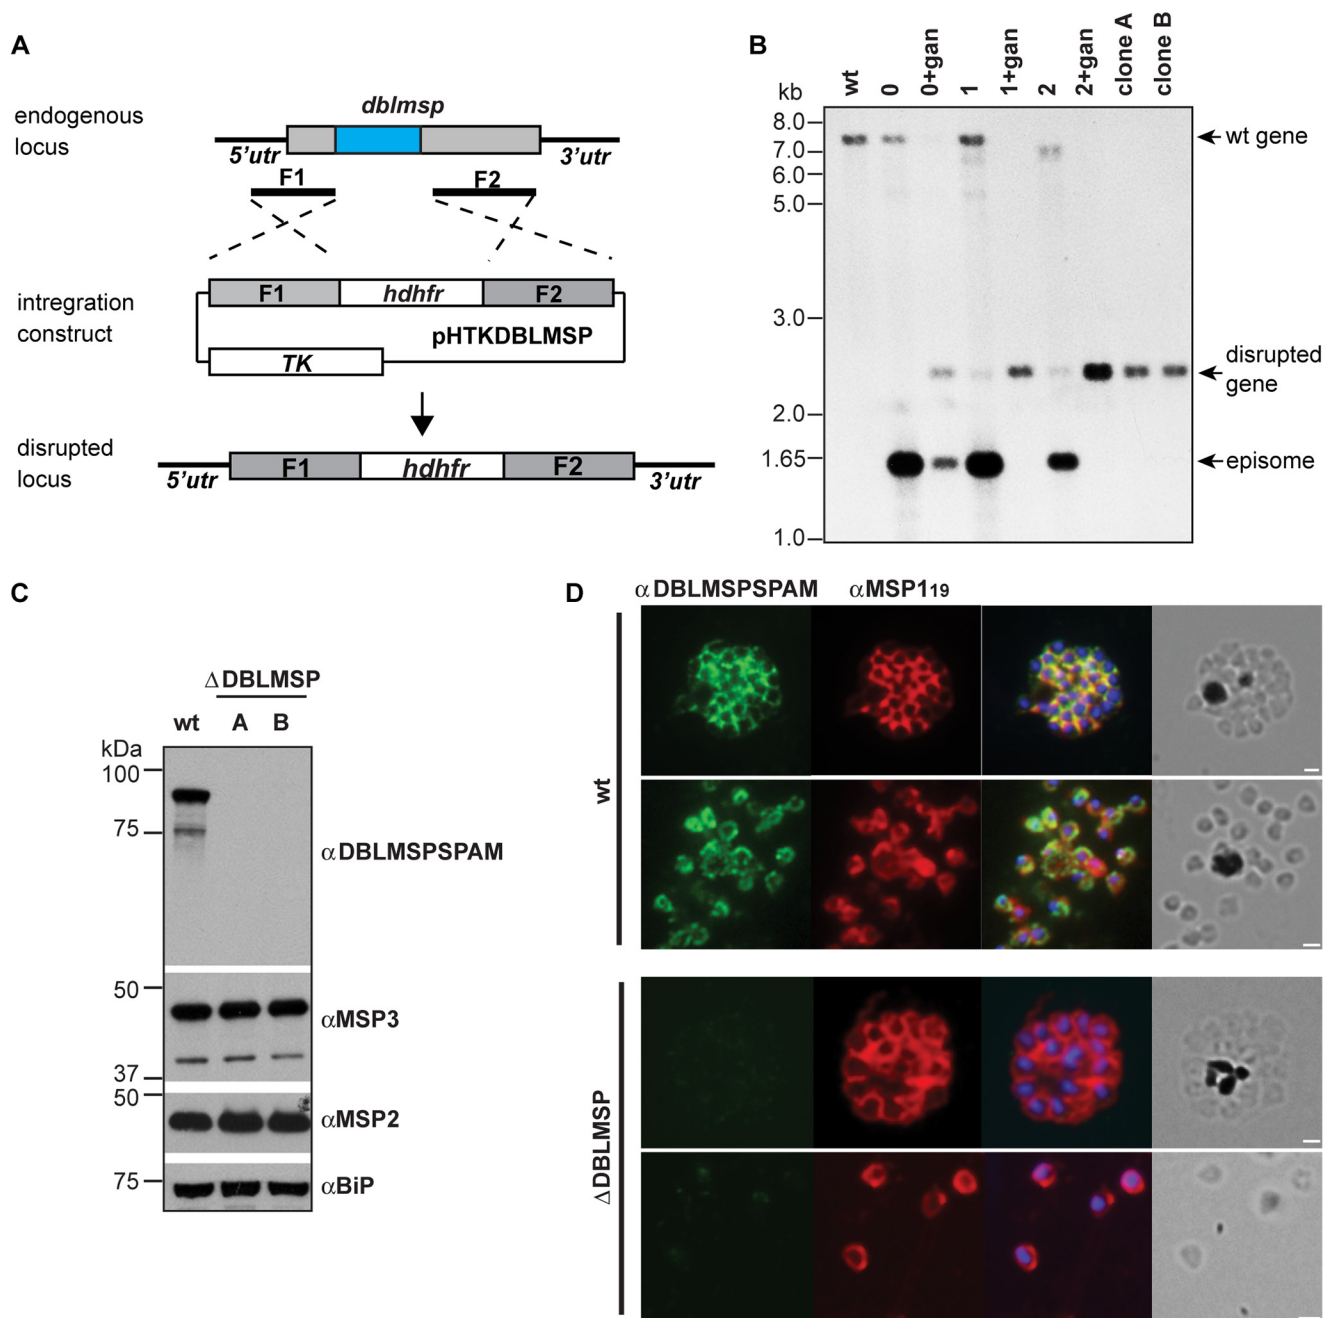 A
endogenous
locus
dblmsp
5'utr
3'utr
F1
F2
intregration
construct
F1
hdhfr
F2
pHTKDBLMSP
TK
disrupted
locus
F1
hdhfr
F2
5'utr
3'utr
B
kb
wt
0
0+gan
1
1+gan
2
2+gan
clone A
clone B
8.0
7.0
6.0
5.0
3.0
2.0
1.65
1.0
wt gene
disrupted
gene
episome
C
ΔDBLMSP
wt
A
B
kDa
100
75
αDBLMSPSPAM
50
αMSP3
37
50
αMSP2
75
αBiP
D
αDBLMSPSPAM
αMSP119
wt
ΔDBLMSP